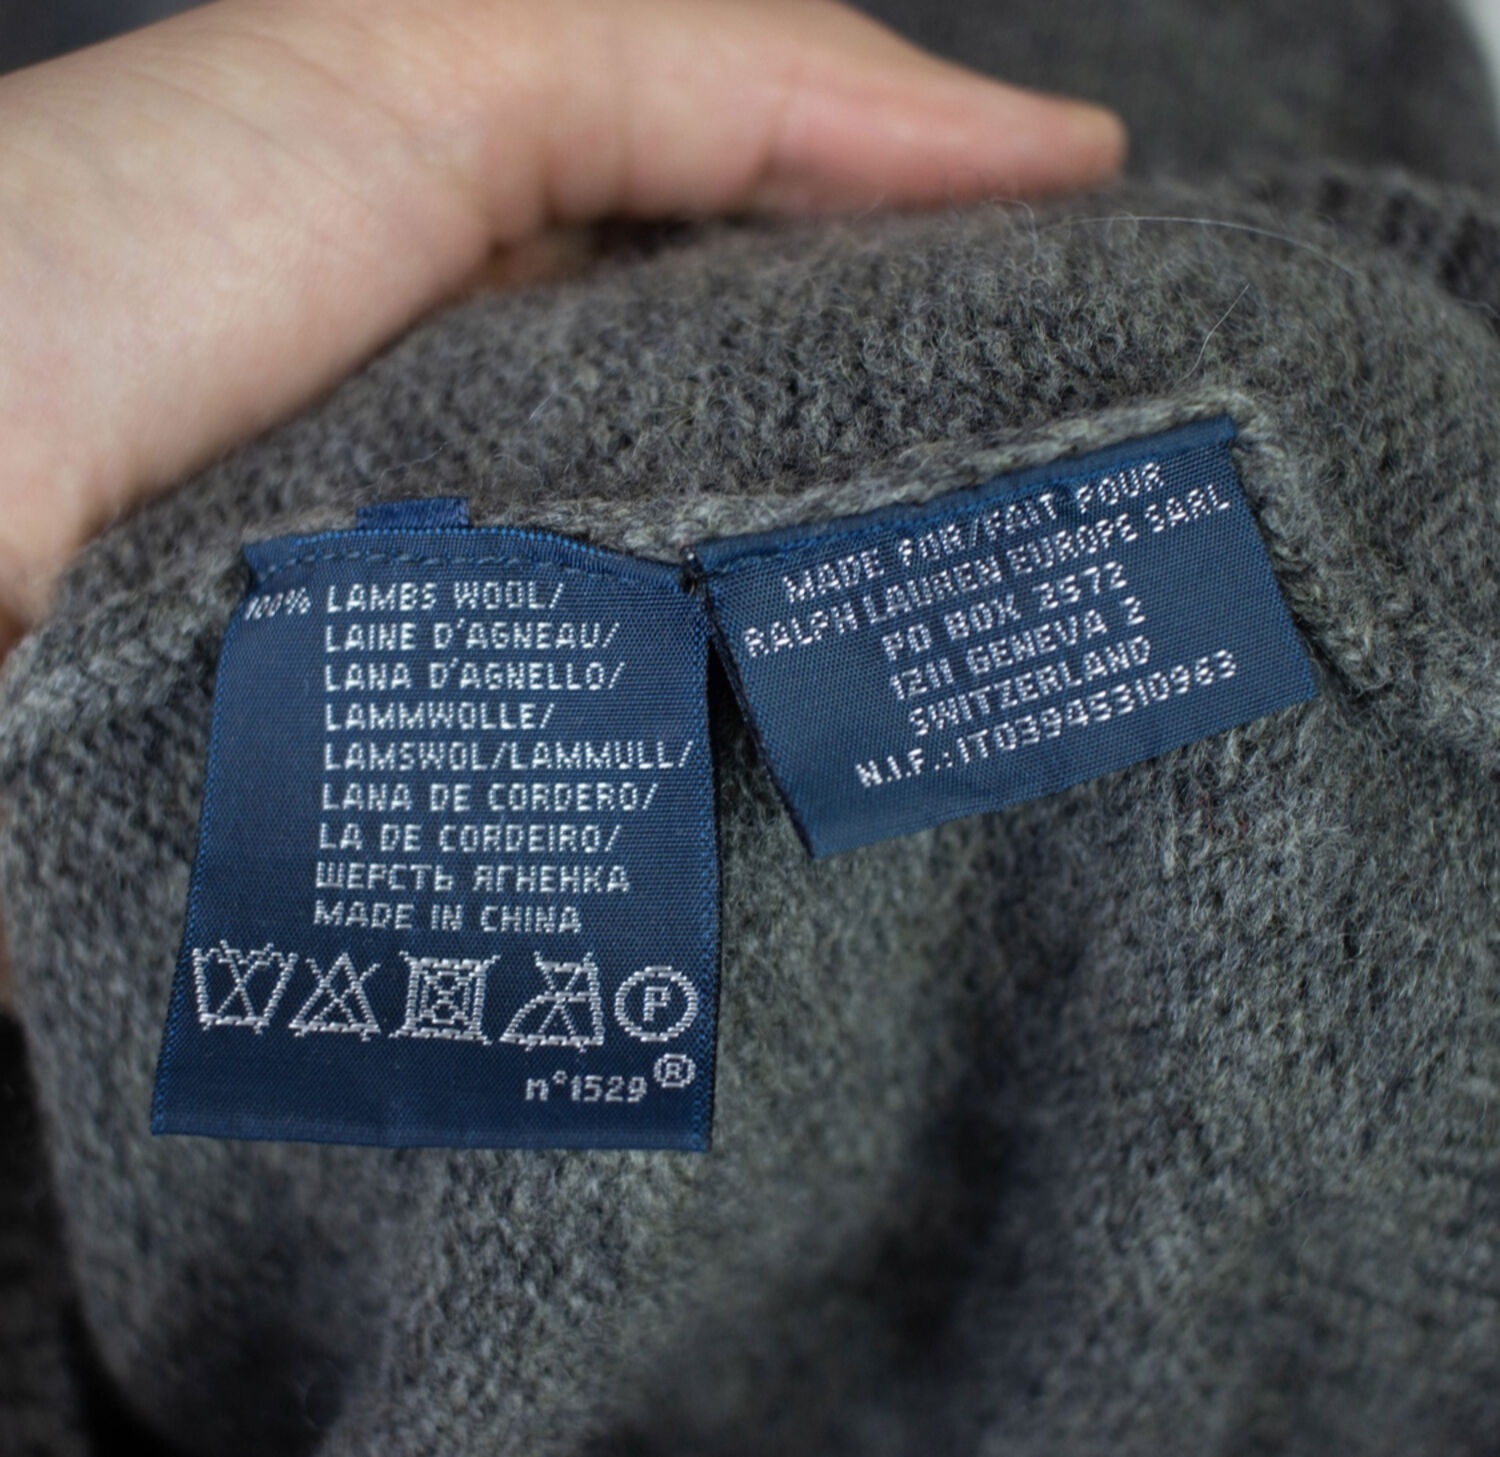 100% LAMBS WOOL/
LAINE D'AGNEAU/
LANA D'AGNELLO/
LAMMWOLLE/
LAMSWOL/LAMMULL/
LANA DE CORDERO/
LA DE CORDEIRO/
ШЕРСТЬ ЯГНЕНКА
MADE IN CHINA
P
n°1529®
MADE FOR/FAIT POUR
RALPH LAUREN EUROPE SARL
PO BOX 2572
1211 GENEVA 2
SWITZERLAND
N.I.F.:IT03945310963